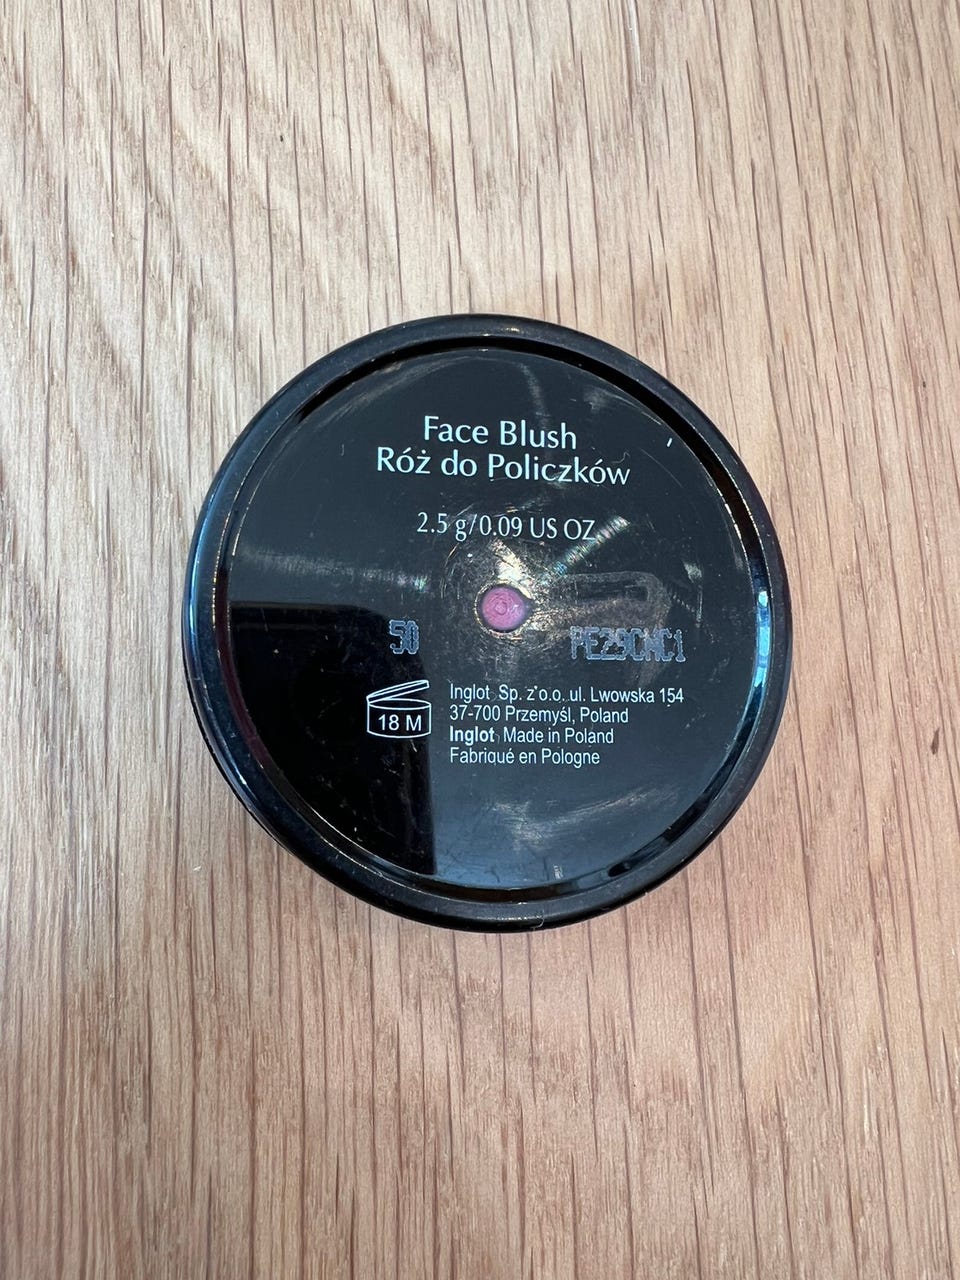 Face Blush
Róż do Policzków
2.5 g/0.09 US OZ
50
18 M
Inglot Sp. z o.o. ul. Lwowska 154
37-700 Przemyśl, Poland
Inglot Made in Poland
Fabriqué en Pologne